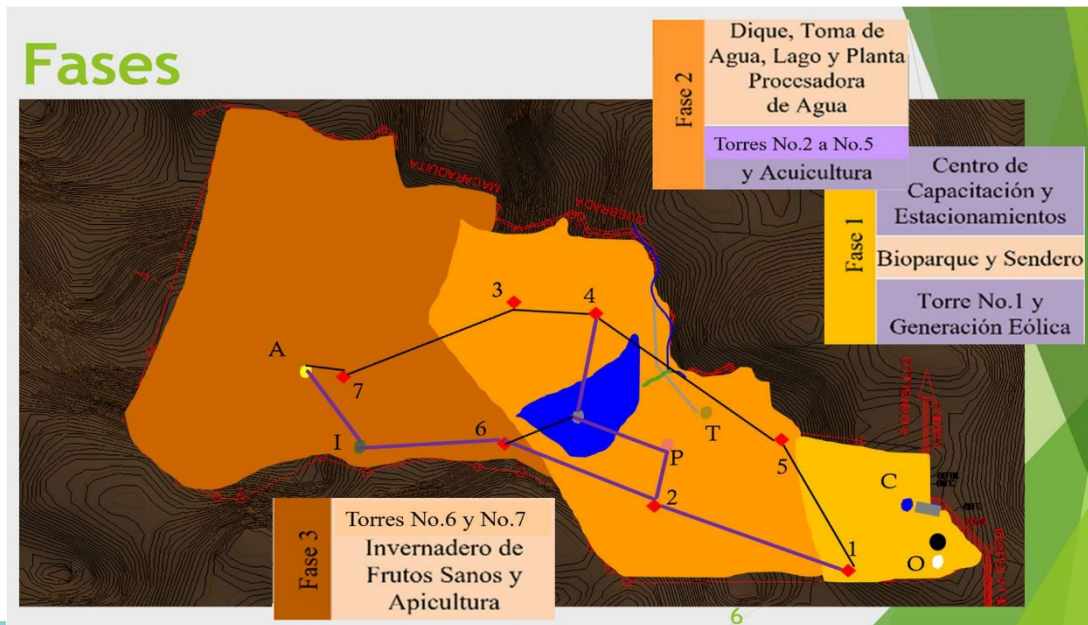 Fases
Fase 2
Dique, Toma de
Agua, Lago y Planta
Procesadora
de Agua
Torres No.2 a No.5
y Acuicultura
Fase 1
Centro de
Capacitación y
Estacionamientos
Bioparque y Sendero
Torre No.1 y
Generación Eólica
MACARAQUITA
QUEBRADA
3
4
A
7
I
6
T
P
5
2
C
1
O
Fase 3
Torres No.6 y No.7
Invernadero de
Frutos Sanos y
Apicultura
6